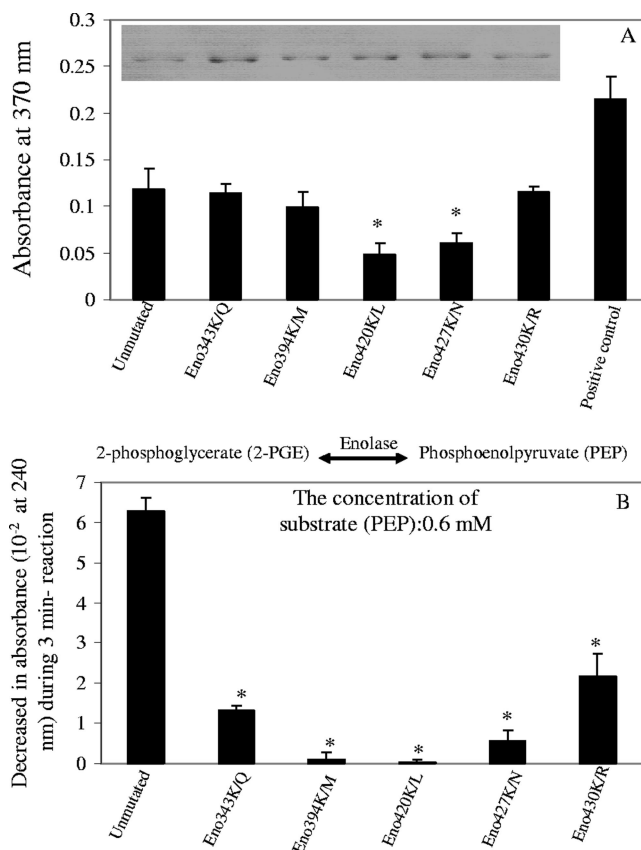 0.3
A
0.25
0.2
0.15
0.1
0.05
0
Absorbance at 370 nm
*
*
Unmutated
Eno343K/Q
Eno394K/M
Eno420K/L
Eno427K/N
Eno430K/R
Positive control
2-phosphoglycerate (2-PGE)
Enolase
Phosphoenolpyruvate (PEP)
7
The concentration of
substrate (PEP):0.6 mM
B
6
5
4
3
2
1
0
Decreased in absorbance (10-2 at 240
nm) during 3 min- reaction
*
*
*
*
*
Unmutated
Eno343K/Q
Eno394K/M
Eno420K/L
Eno427K/N
Eno430K/R